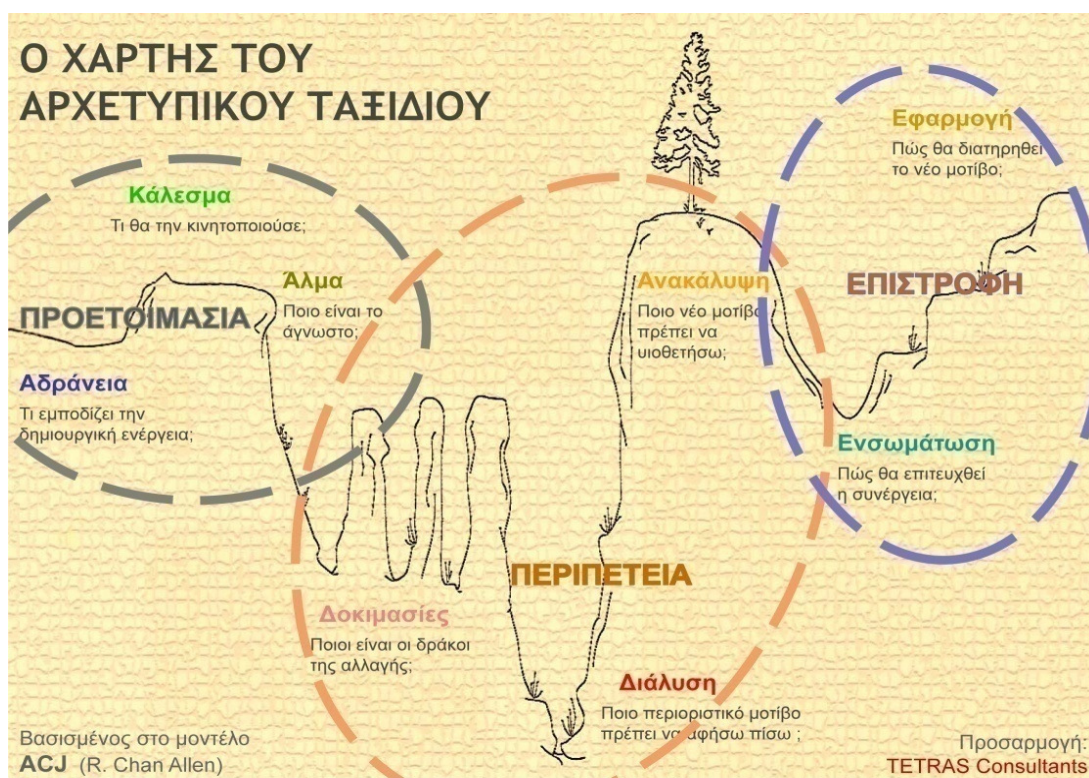 Ο ΧΑΡΤΗΣ ΤΟΥ
ΑΡΧΕΤΥΠΙΚΟΥ ΤΑΞΙΔΙΟΥ
Κάλεσμα
Τι θα την κινητοποιούσε;
Άλμα
Ποιο είναι το
άγνωστο;
ΠΡΟΕΤΟΙΜΑΣΙΑ
Αδράνεια
Τι εμποδίζει την
δημιουργική ενέργεια;
Δοκιμασίες
Ποιοι είναι οι δράκοι
της αλλαγής;
ΠΕΡΙΠΕΤΕΙΑ
Διάλυση
Ποιο περιοριστικό μοτίβο
πρέπει να αφήσω πίσω ;
Ανακάλυψη
Ποιο νέο μοτίβο
πρέπει να
υιοθετήσω;
Εφαρμογή
Πώς θα διατηρηθεί
το νέο μοτίβο;
ΕΠΙΣΤΡΟΦΗ
Ενσωμάτωση
Πώς θα επιτευχθεί
η συνέργεια;
Βασισμένος στο μοντέλο
ACJ (R. Chan Allen)
Προσαρμογή:
TETRAS Consultants